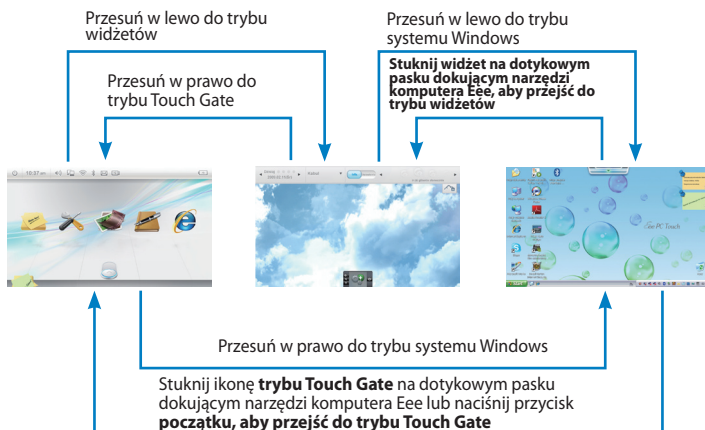 Przesuń w lewo do trybu
widżetów
Przesuń w lewo do trybu
systemu Windows
Przesuń w prawo do
trybu Touch Gate
Stuknij widżet na dotykowym
pasku dokującym narzędzi
komputera Eee, aby przejść do
trybu widżetów
Eee PC Touch
Przesuń w prawo do trybu systemu Windows
Stuknij ikonę trybu Touch Gate na dotykowym pasku
dokującym narzędzi komputera Eee lub naciśnij przycisk
początku, aby przejść do trybu Touch Gate